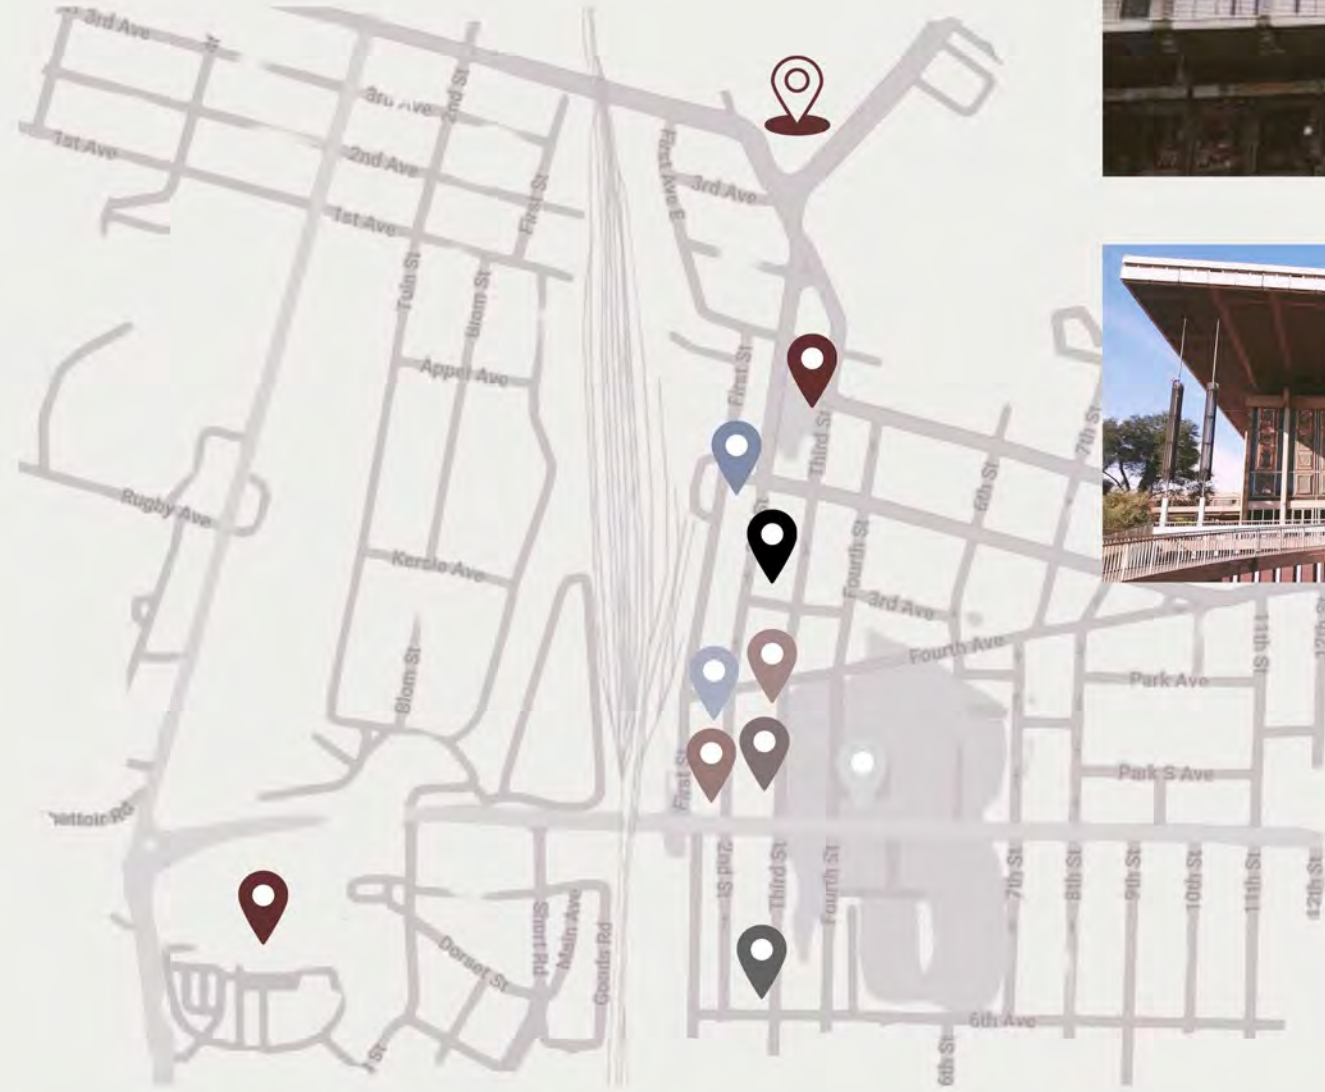 3rd Ave
3rd Ave
2nd St
1st Ave
2nd Ave
First St
1st Ave
First Ave E
3rd Ave
Tuin St
Blom St
Appel Ave
First St
Third St
7th St
6th St
Rugby Ave
St
Kersie Ave
Fourth St
3rd Ave
Fourth Ave
11th St
12th St
Park Ave
Blom St
First St
Park S Ave
2nd St
Third St
Fourth St
7th St
8th St
9th St
10th St
11th St
12th St
Short Rd
Main Ave
Goods Rd
Dorset St
6th Ave
6th St
St